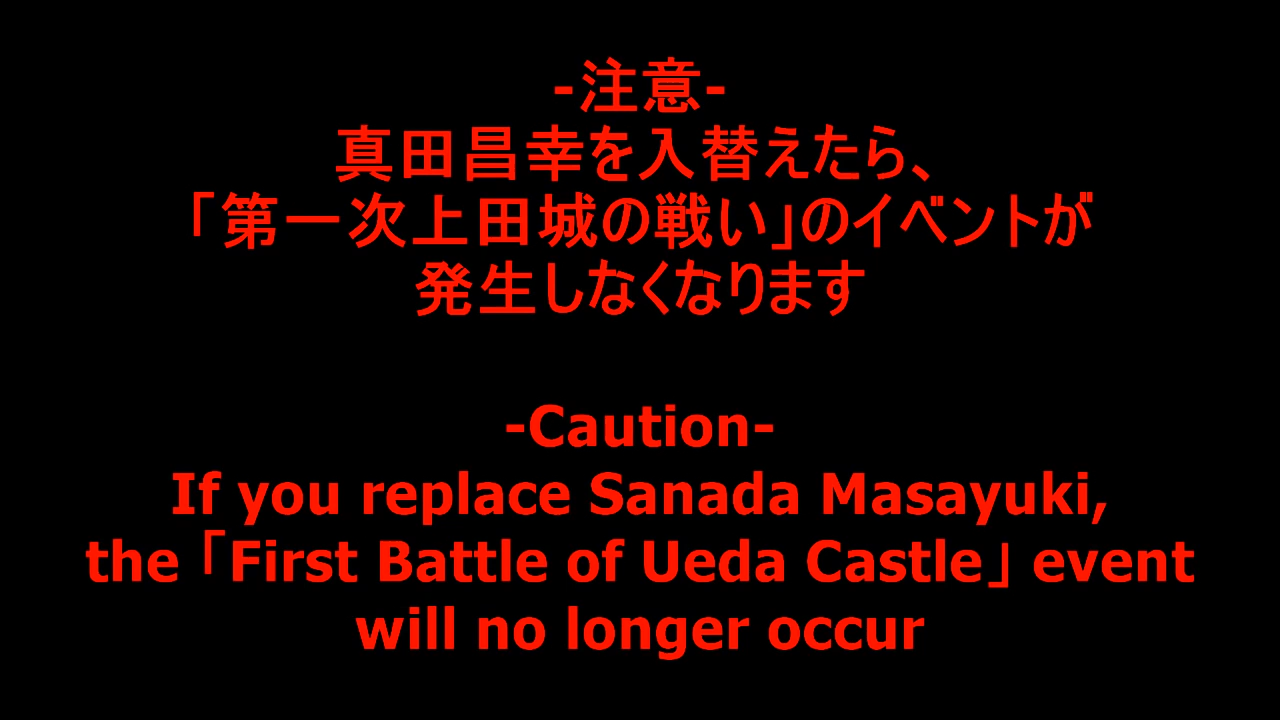 -注意-
真田昌幸を入替えたら、
「第一次上田城の戦い」のイベントが
発生しなくなります
-Caution-
If you replace Sanada Masayuki,
the「First Battle of Ueda Castle」event
will no longer occur